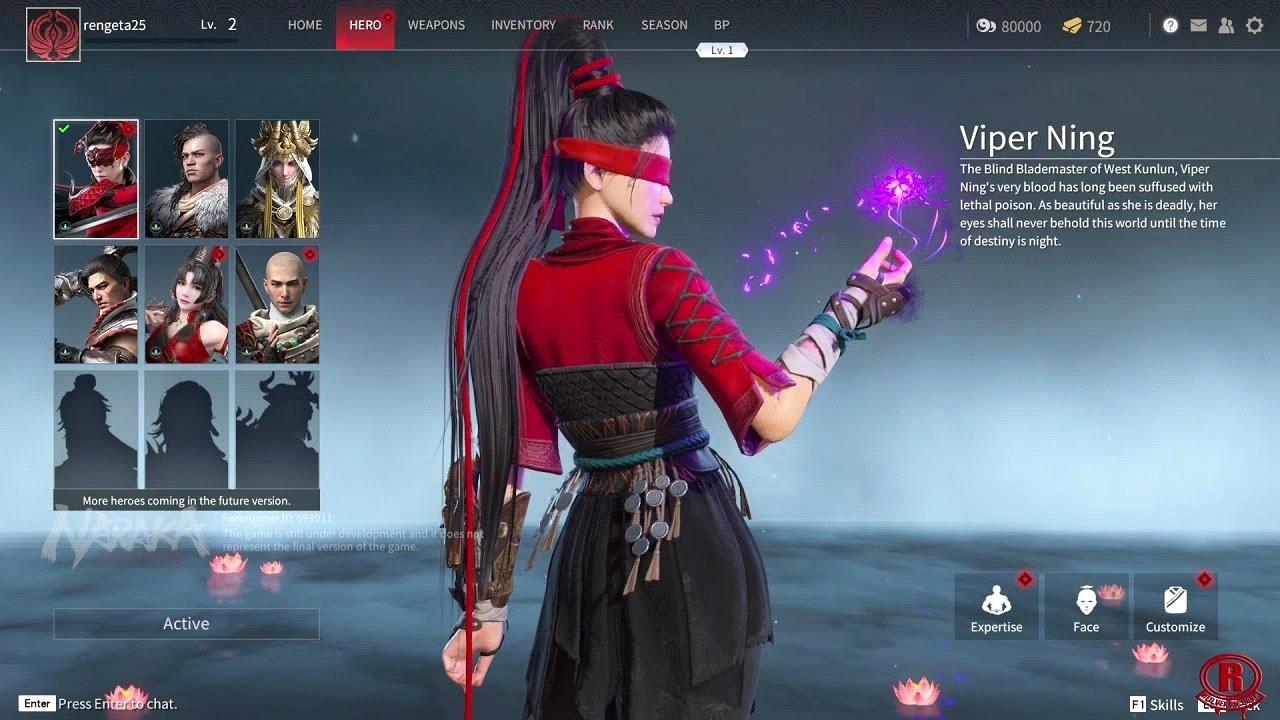 rengeta25
Lv. 2
HOME
HERO
WEAPONS
INVENTORY
RANK
SEASON
BP
80000
720
Lv. 1
Viper Ning
The Blind Blademaster of West Kunlun, Viper
Ning's very blood has long been suffused with
lethal poison. As beautiful as she is deadly, her
eyes shall never behold this world until the time
of destiny is night.
More heroes coming in the future version.
NARAKA
Forerunner ID: 699911
The game is still under development and it does not
represent the final version of the game.
Active
Expertise
Face
Customize
Enter Press Enter to chat.
F1 Skills
R